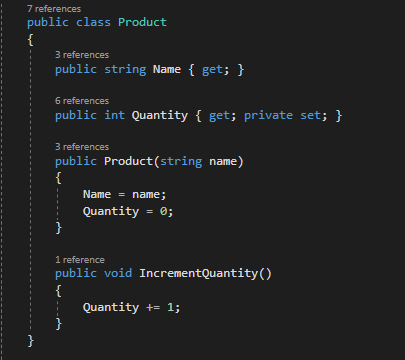 7 references
public class Product
{
3 references
public string Name { get; }
6 references
public int Quantity { get; private set; }
3 references
public Product(string name)
{
Name = name;
Quantity = 0;
}
1 reference
public void IncrementQuantity()
{
Quantity += 1;
}
}